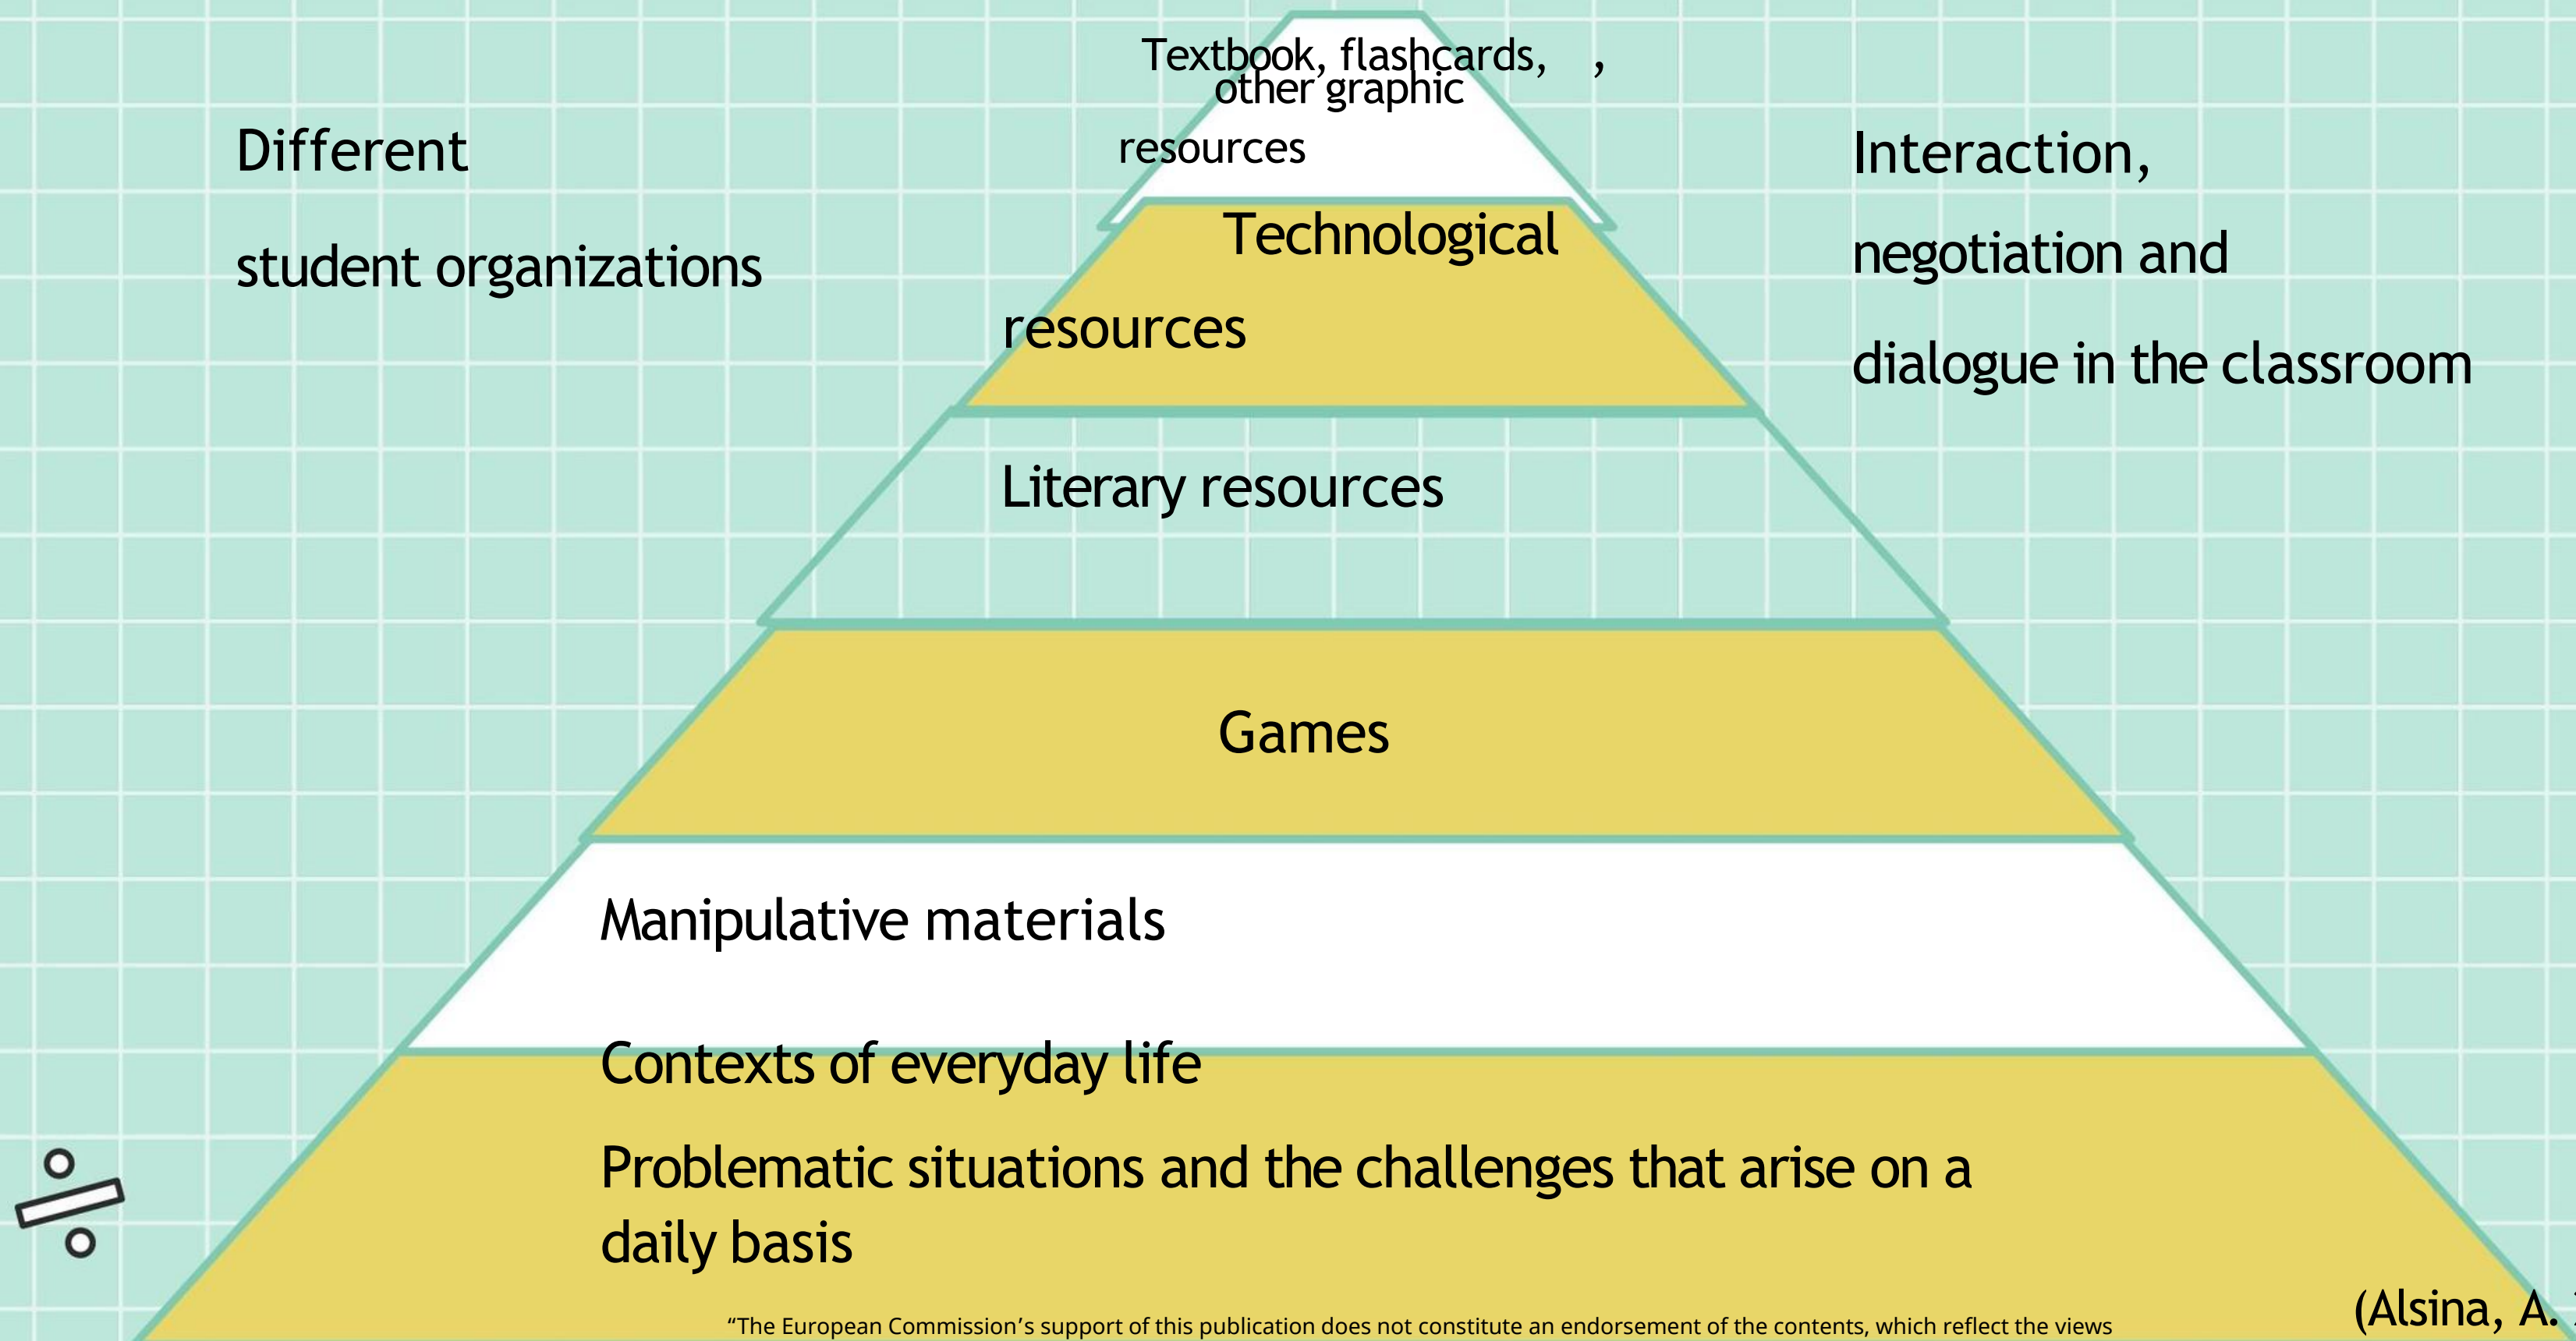 Textbook, flashcards, ,
other graphic
resources
Different
student organizations
Interaction,
negotiation and
dialogue in the classroom
Technological
resources
Literary resources
Games
Manipulative materials
Contexts of everyday life
Problematic situations and the challenges that arise on a
daily basis
(Alsina, A.
“The European Commission’s support of this publication does not constitute an endorsement of the contents, which reflect the views